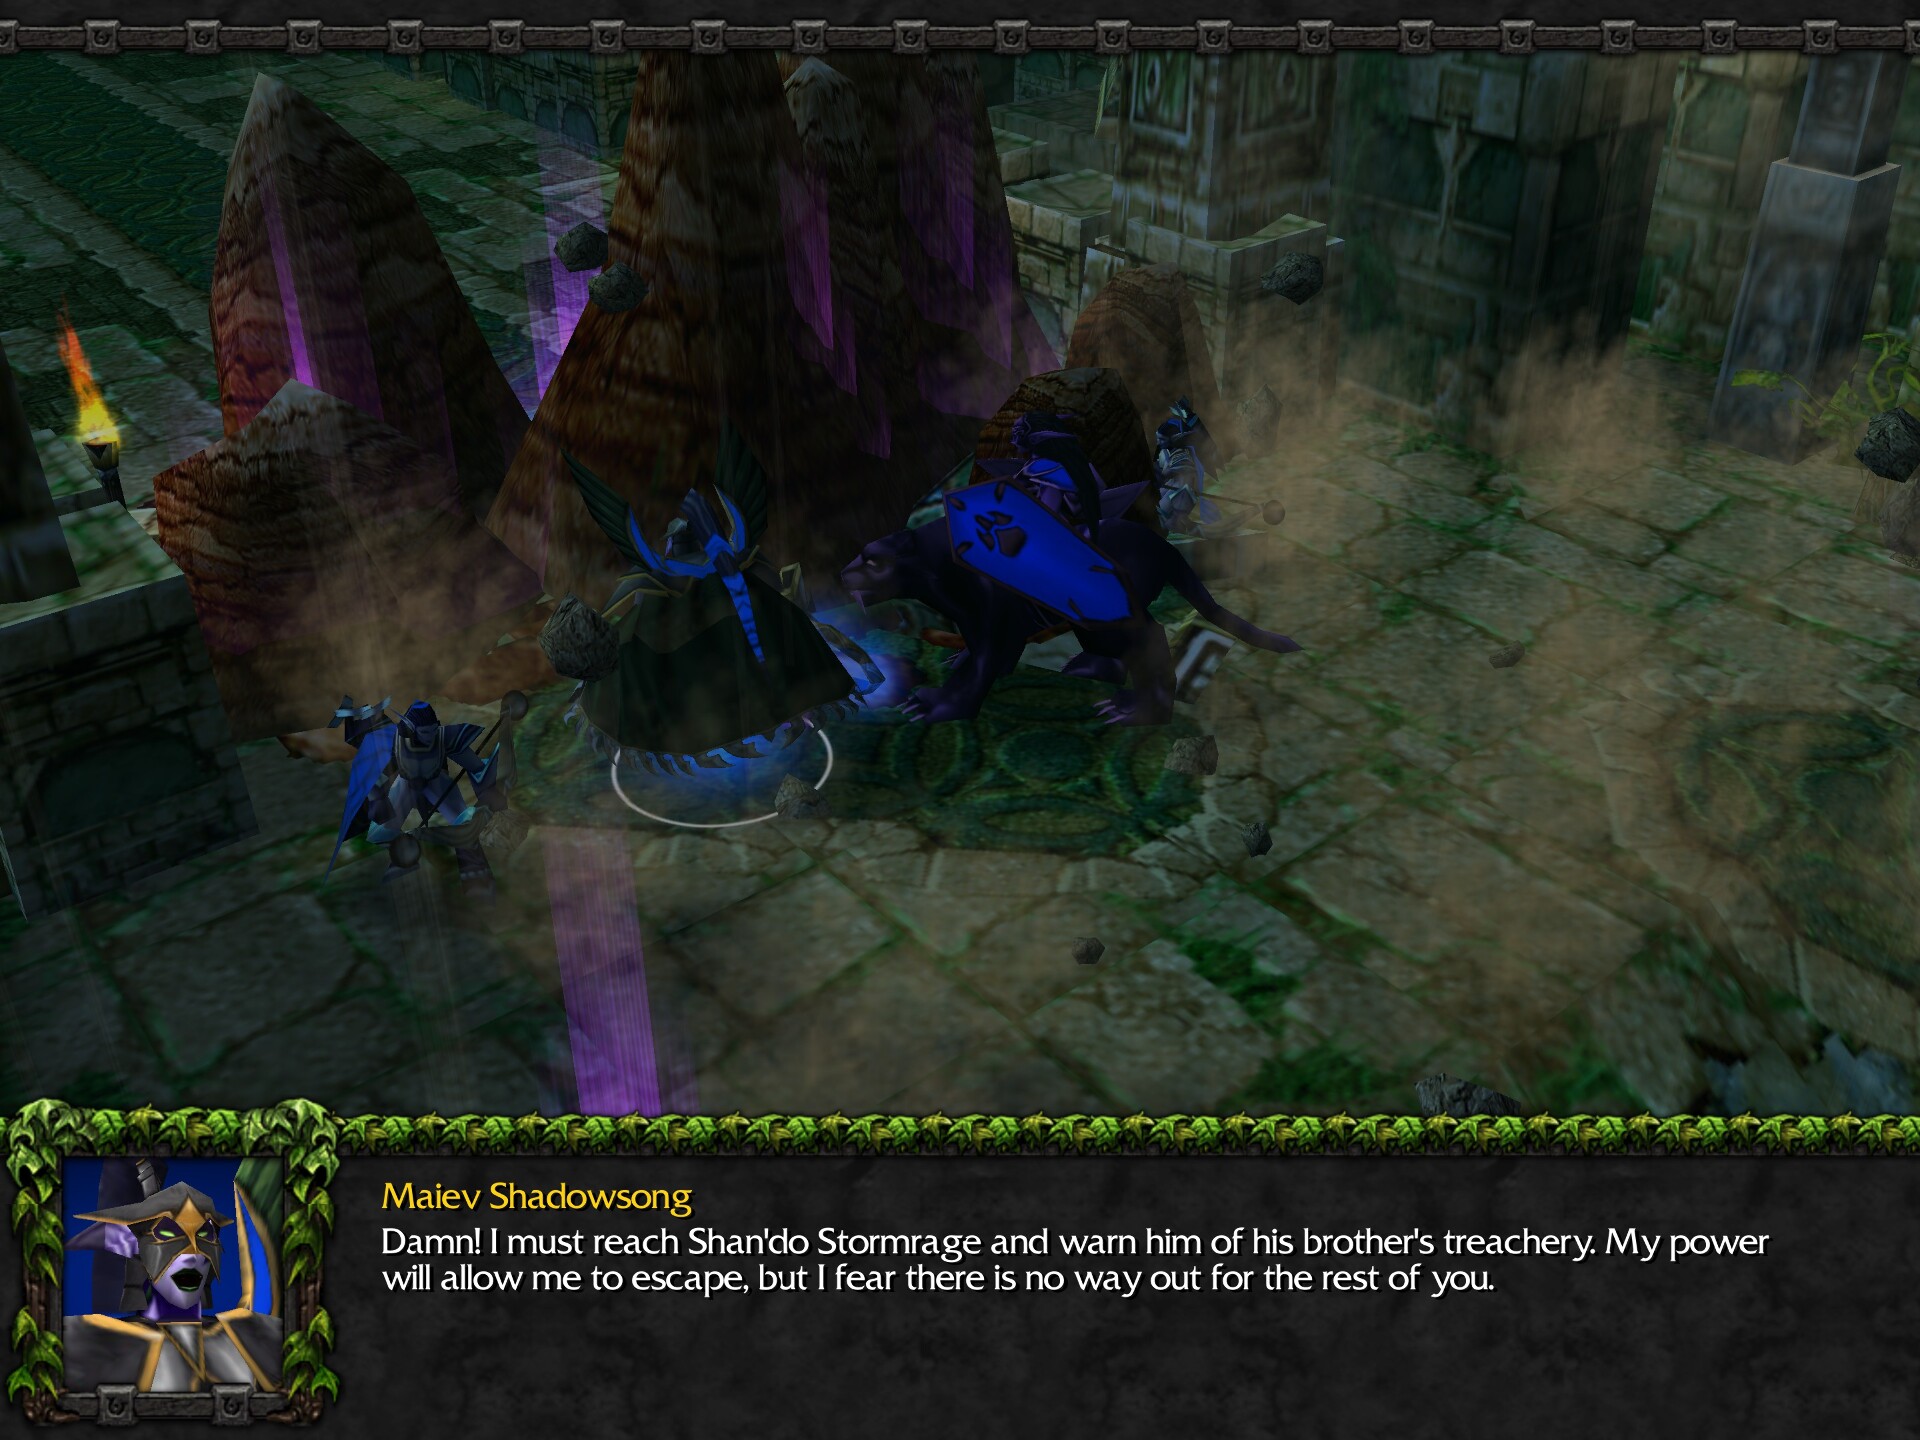 Maiev Shadowsong
Damn! I must reach Shan'do Stormrage and warn him of his brother's treachery. My power
will allow me to escape, but I fear there is no way out for the rest of you.